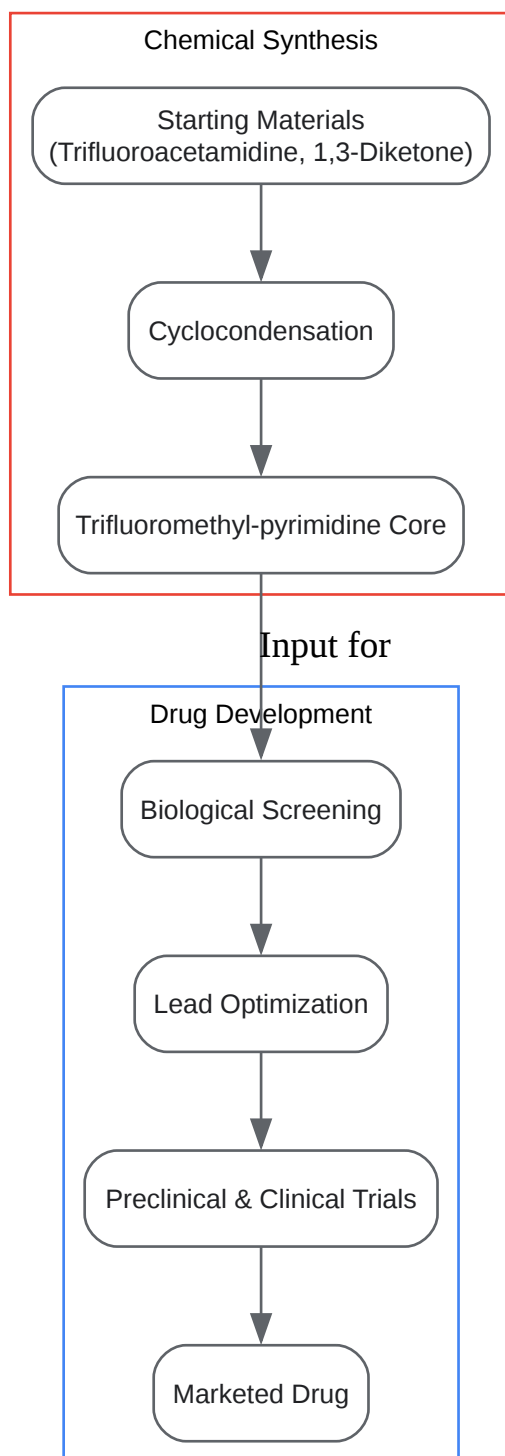 Chemical Synthesis
Starting Materials
(Trifluoroacetamidine, 1,3-Diketone)
Cyclocondensation
Trifluoromethyl-pyrimidine Core
Input for
Drug Development
Biological Screening
Lead Optimization
Preclinical & Clinical Trials
Marketed Drug